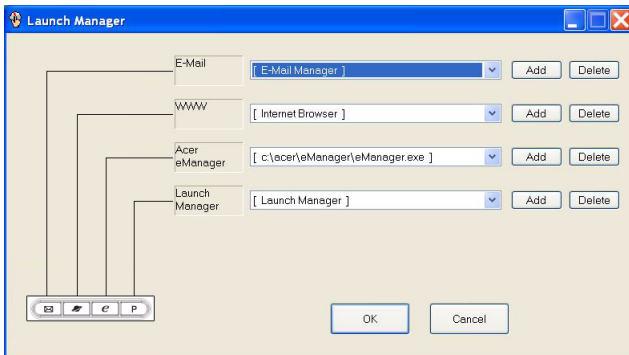 Launch Manager
E-Mail
[ E-Mail Manager ]
Add
Delete
WWW
[ Internet Browser ]
Add
Delete
Acer
eManager
[ c:\acer\eManager\eManager.exe ]
Add
Delete
Launch
Manager
[ Launch Manager ]
Add
Delete
e P
OK
Cancel